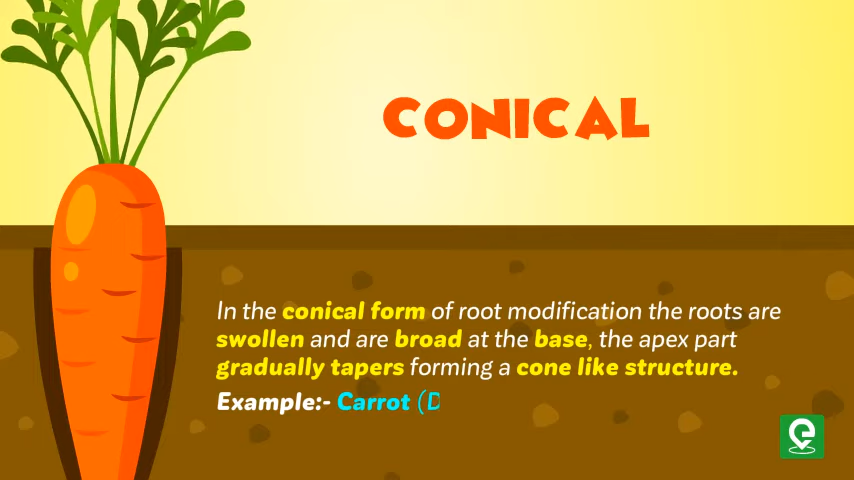 CONICAL
In the conical form of root modification the roots are
swollen and are broad at the base, the apex part
gradually tapers forming a cone like structure.
Example:- Carrot (D